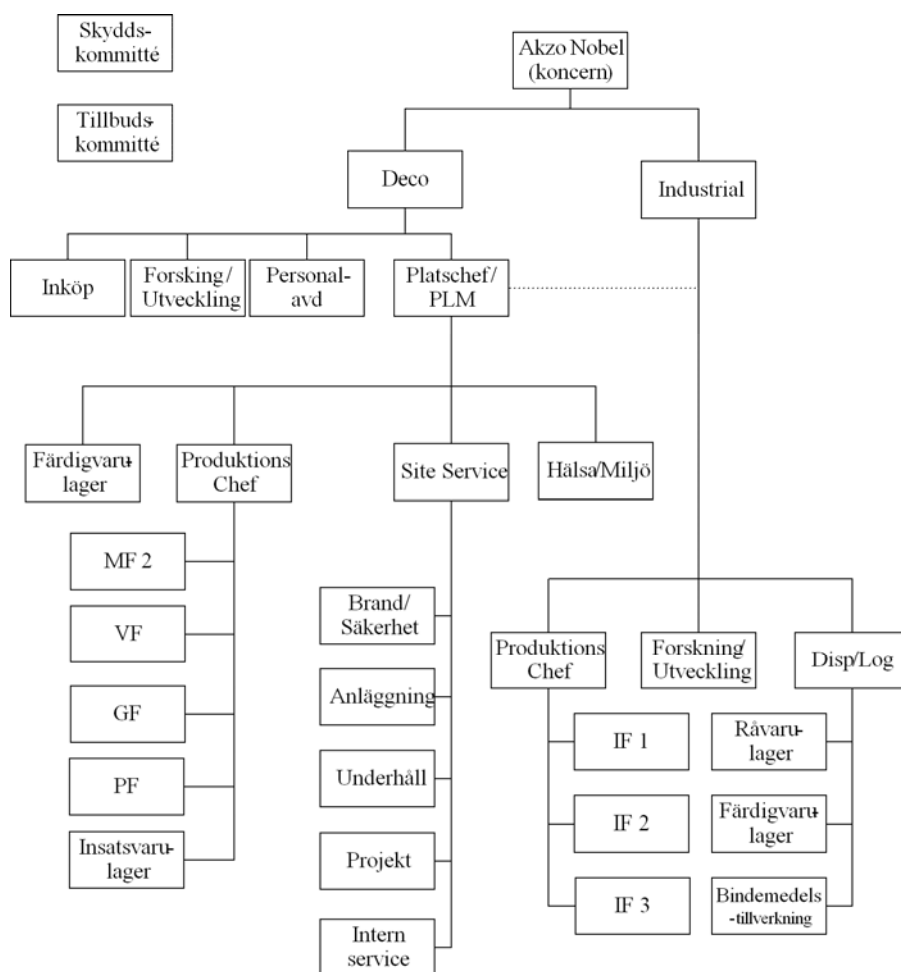 Skydds-
kommitté
Akzo Nobel
(koncern)
Tillbuds-
kommitté
Deco
Industrial
Inköp
Forsking/
Utveckling
Personal-
avd
Platschef/
PLM
Färdigvaru-
lager
Produktions
Chef
Site Service
Hälsa/Miljö
MF 2
VF
GF
PF
Insatsvaru-
lager
Brand/
Säkerhet
Anläggning
Underhåll
Projekt
Intern
service
Produktions
Chef
Forskning/
Utveckling
Disp/Log
IF 1
IF 2
IF 3
Råvaru-
lager
Färdigvaru-
lager
Bindemedels
-tillverkning